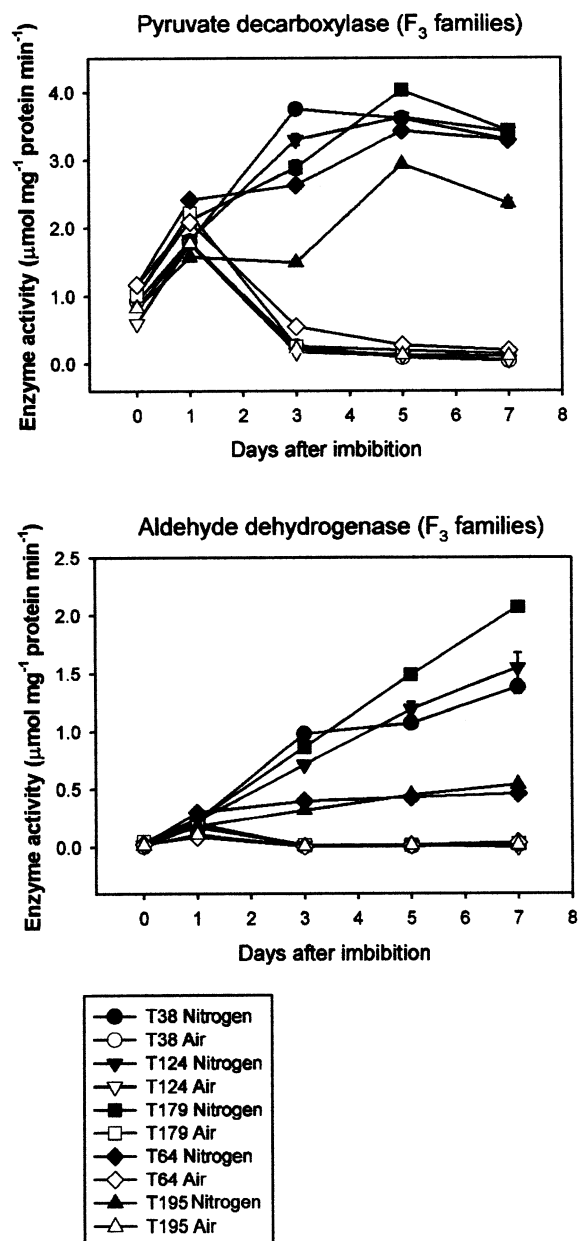 Pyruvate decarboxylase (F3 families)
Enzyme activity (μmol mg-1 protein min-1)
4.0
3.0
2.0
1.0
0.0
0 1 2 3 4 5 6 7 8
Days after imbibition
Aldehyde dehydrogenase (F3 families)
Enzyme activity (μmol mg-1 protein min-1)
2.5
2.0
1.5
1.0
0.5
0.0
0 1 2 3 4 5 6 7 8
Days after imbibition
T38 Nitrogen
T38 Air
T124 Nitrogen
T124 Air
T179 Nitrogen
T179 Air
T64 Nitrogen
T64 Air
T195 Nitrogen
T195 Air